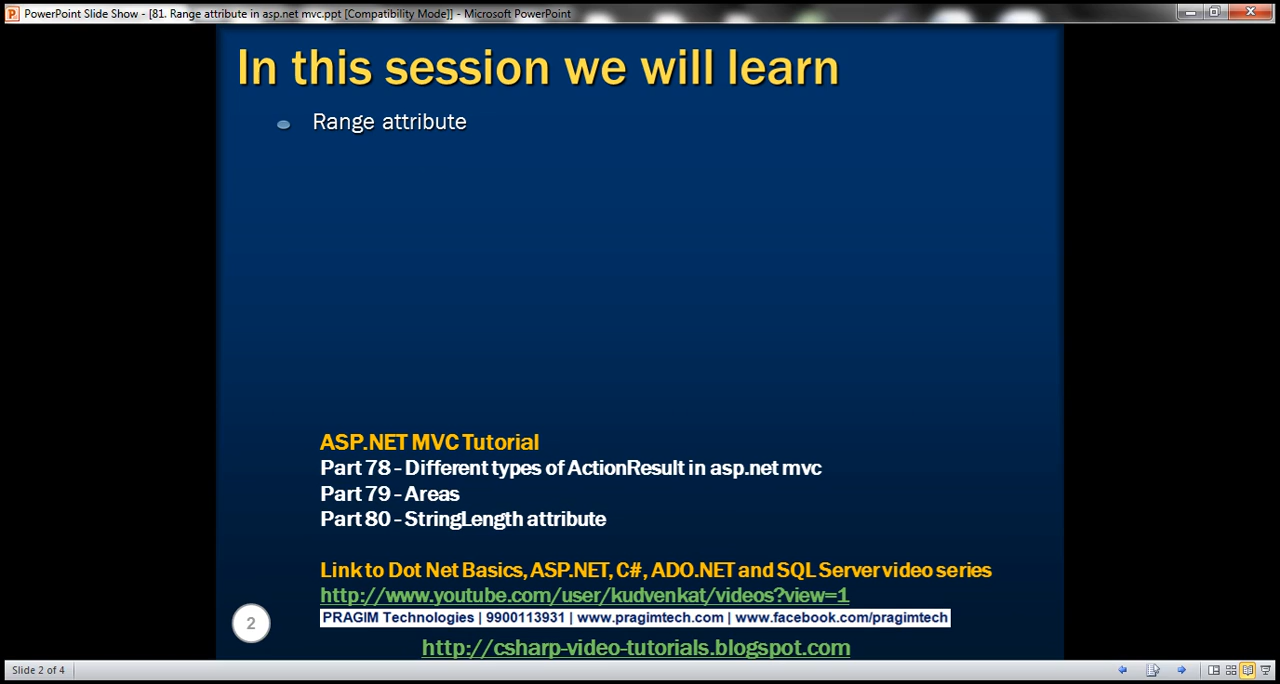 PowerPoint Slide Show - [81. Range attribute in asp.net mvc.ppt [Compatibility Mode]] - Microsoft PowerPoint
In this session we will learn
Range attribute
ASP.NET MVC Tutorial
Part 78 - Different types of ActionResult in asp.net mvc
Part 79 - Areas
Part 80 - StringLength attribute
Link to Dot Net Basics, ASP.NET, C#, ADO.NET and SQL Server video series
http://www.youtube.com/user/kudvenkat/videos?view=1
PRAGIM Technologies | 9900113931 | www.pragimtech.com | www.facebook.com/pragimtech
2
http://csharp-video-tutorials.blogspot.com
Slide 2 of 4